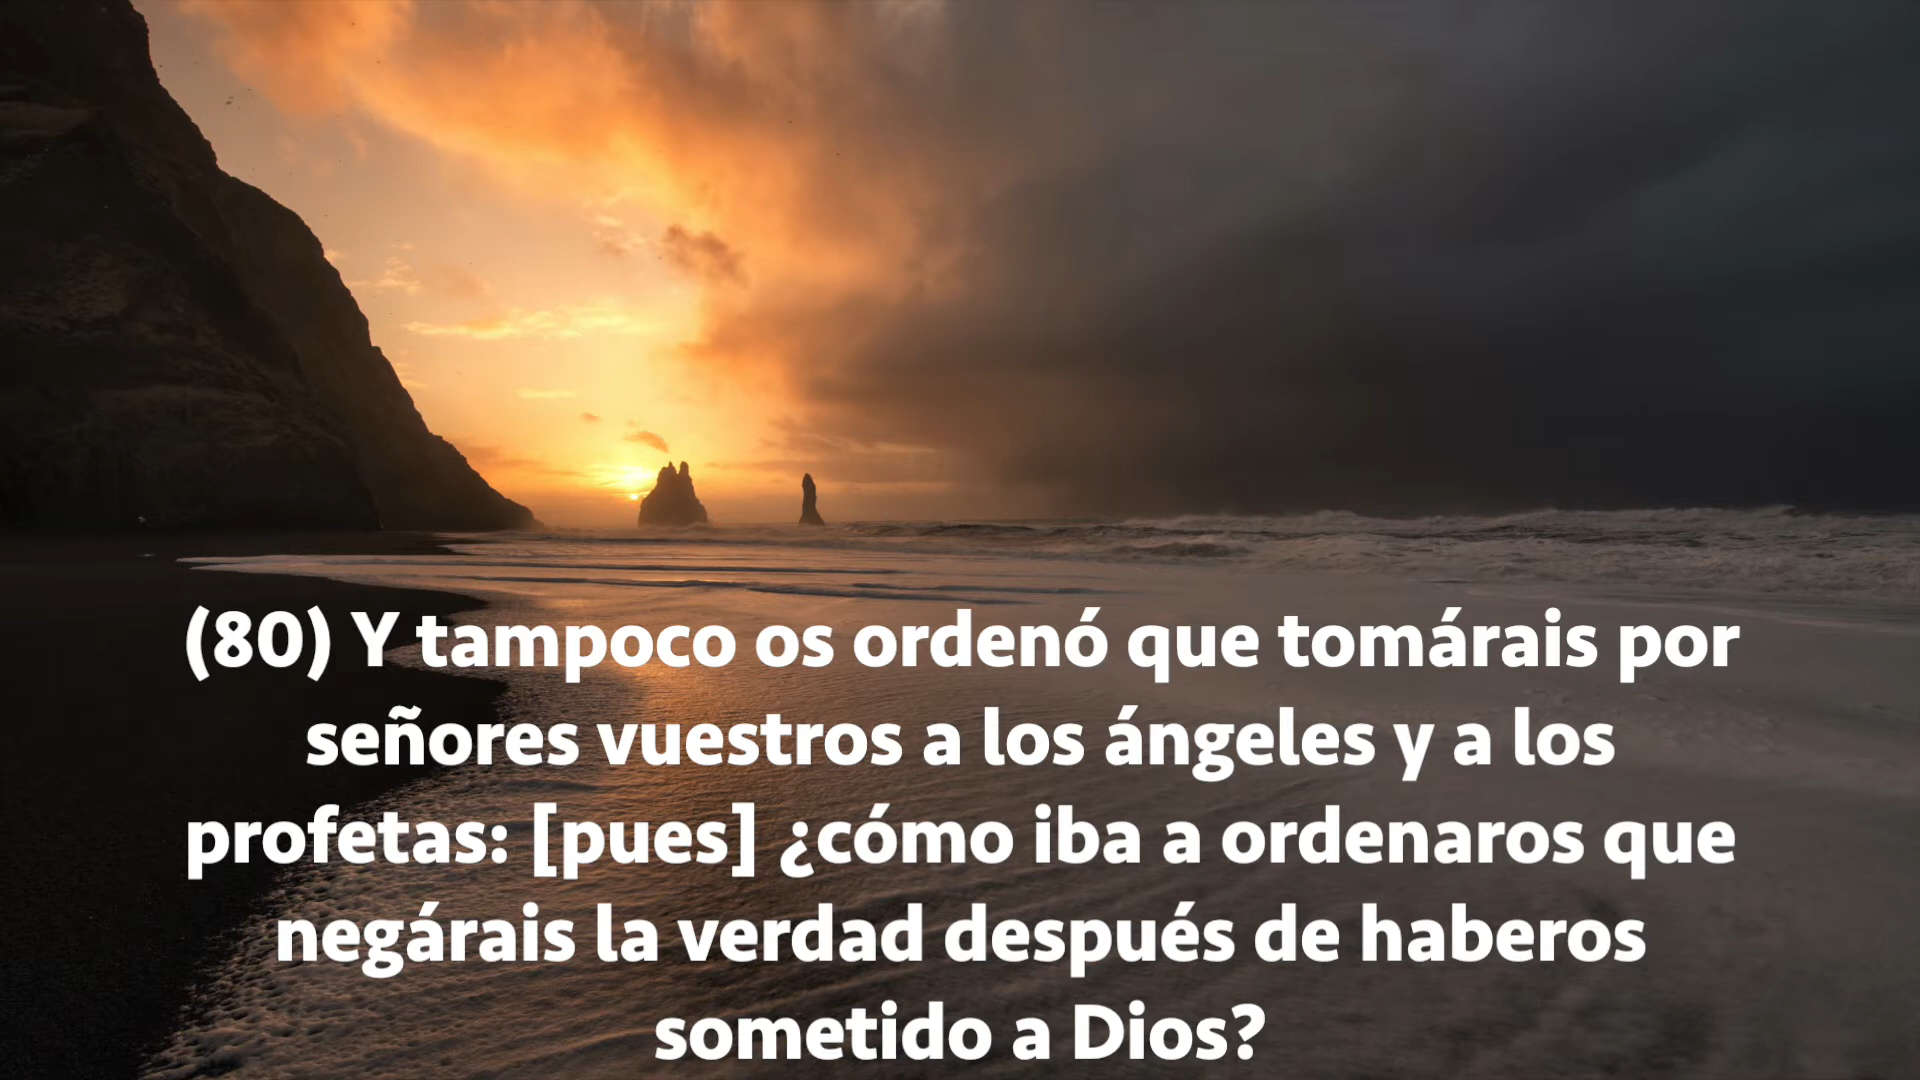 (80) Y tampoco os ordenó que tomárais por
señores vuestros a los ángeles y a los
profetas: [pues] ¿cómo iba a ordenaros que
negárais la verdad después de haberos
sometido a Dios?